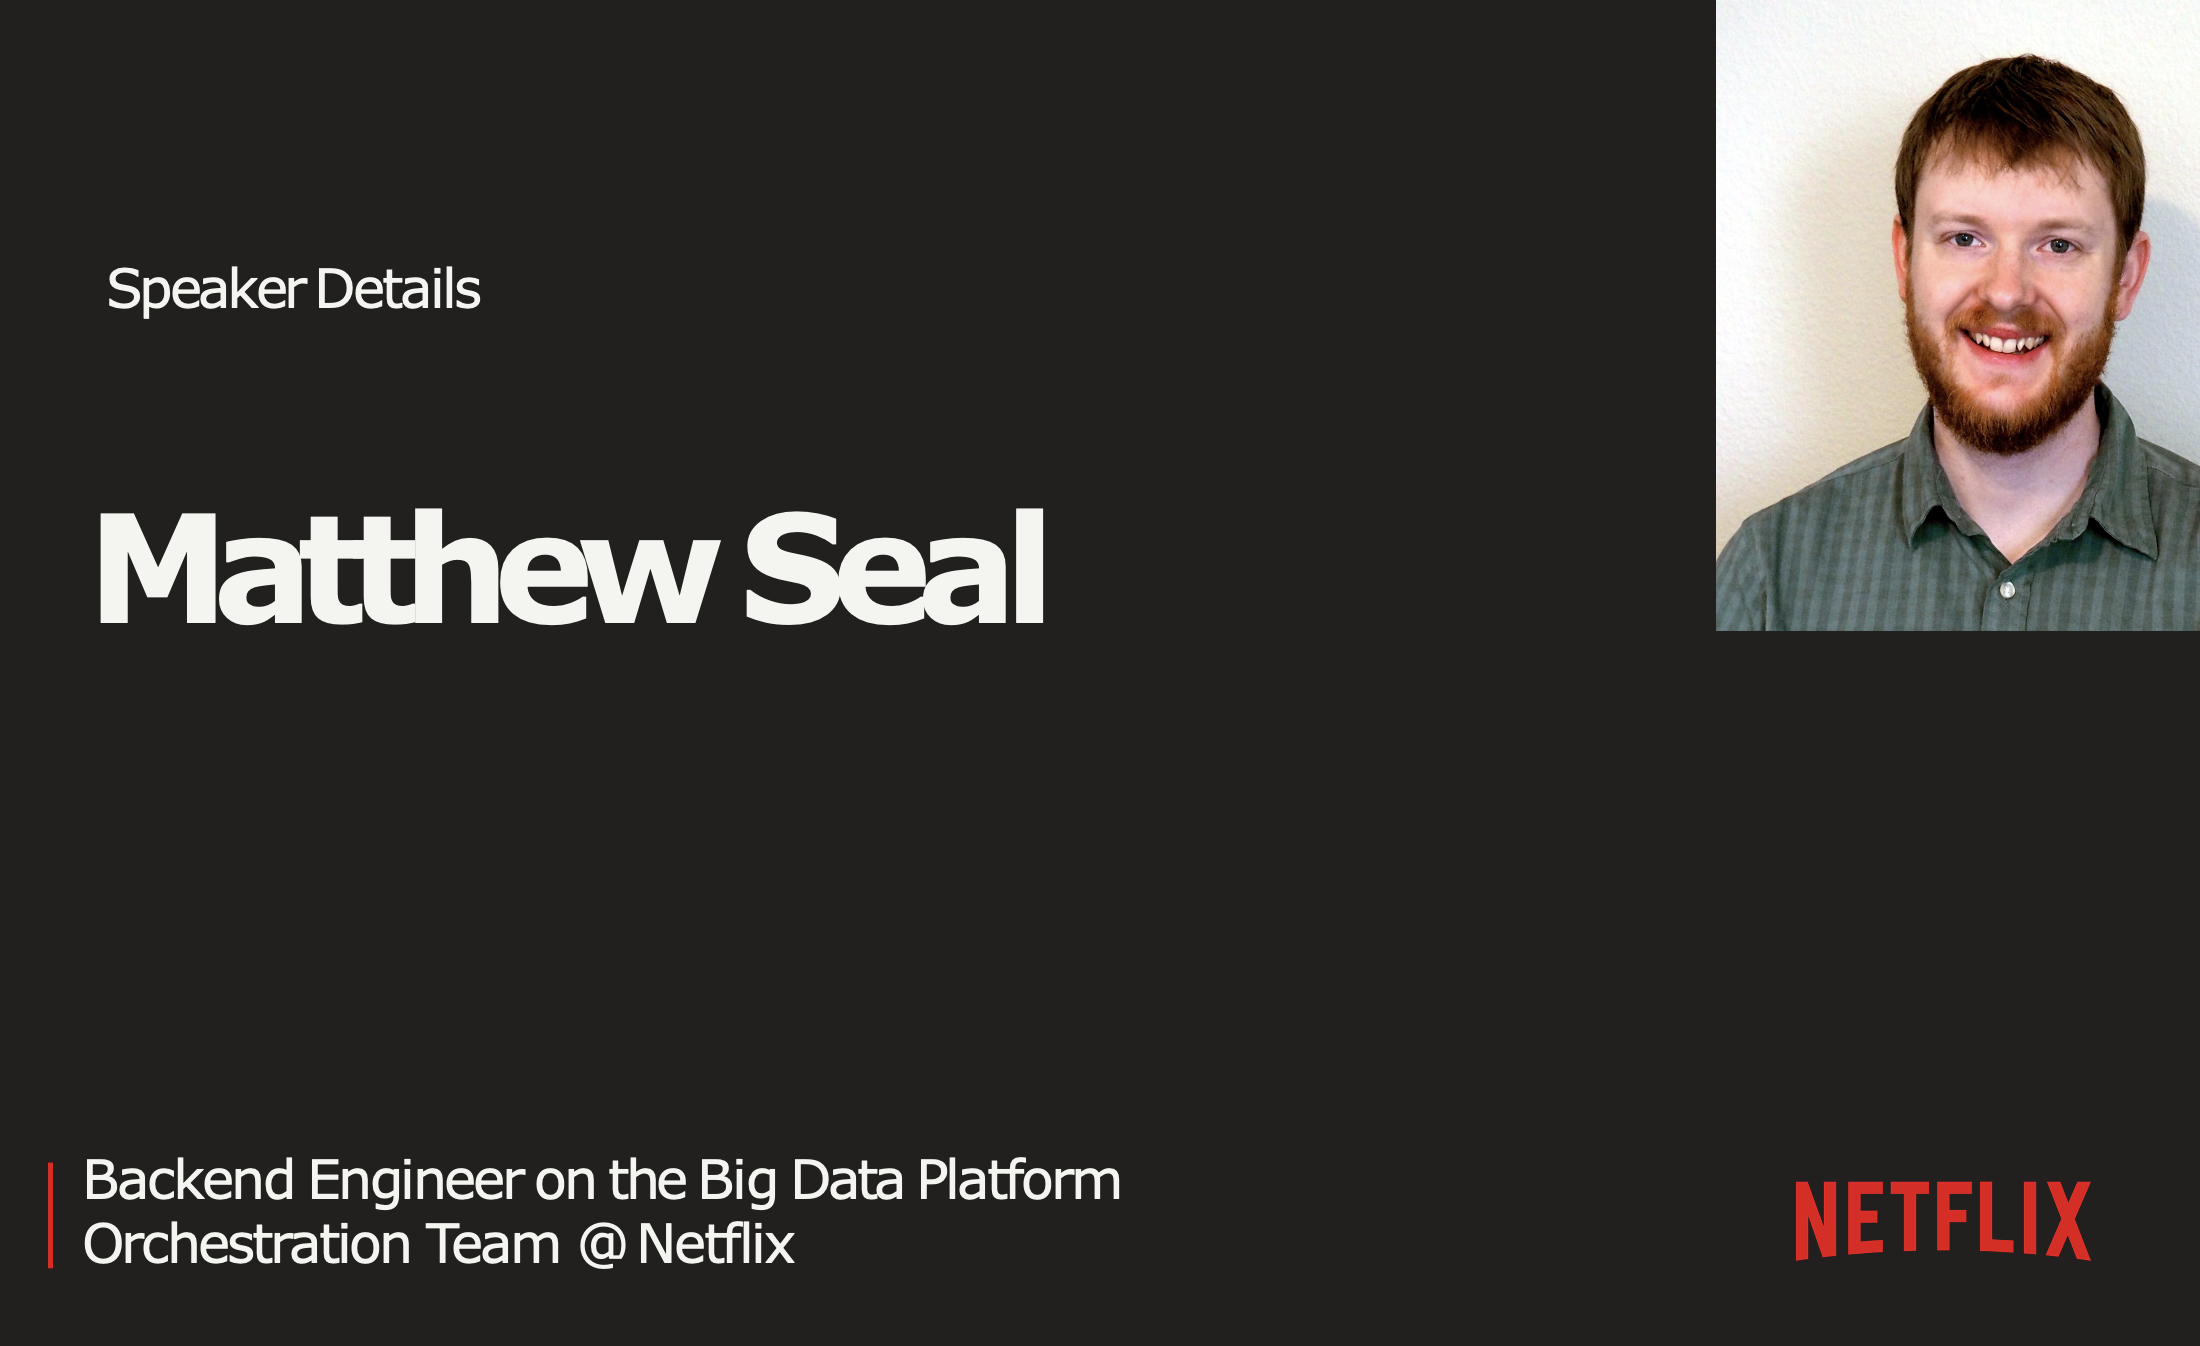 Speaker Details
Matthew Seal
Backend Engineer on the Big Data Platform
Orchestration Team @ Netflix
NETFLIX